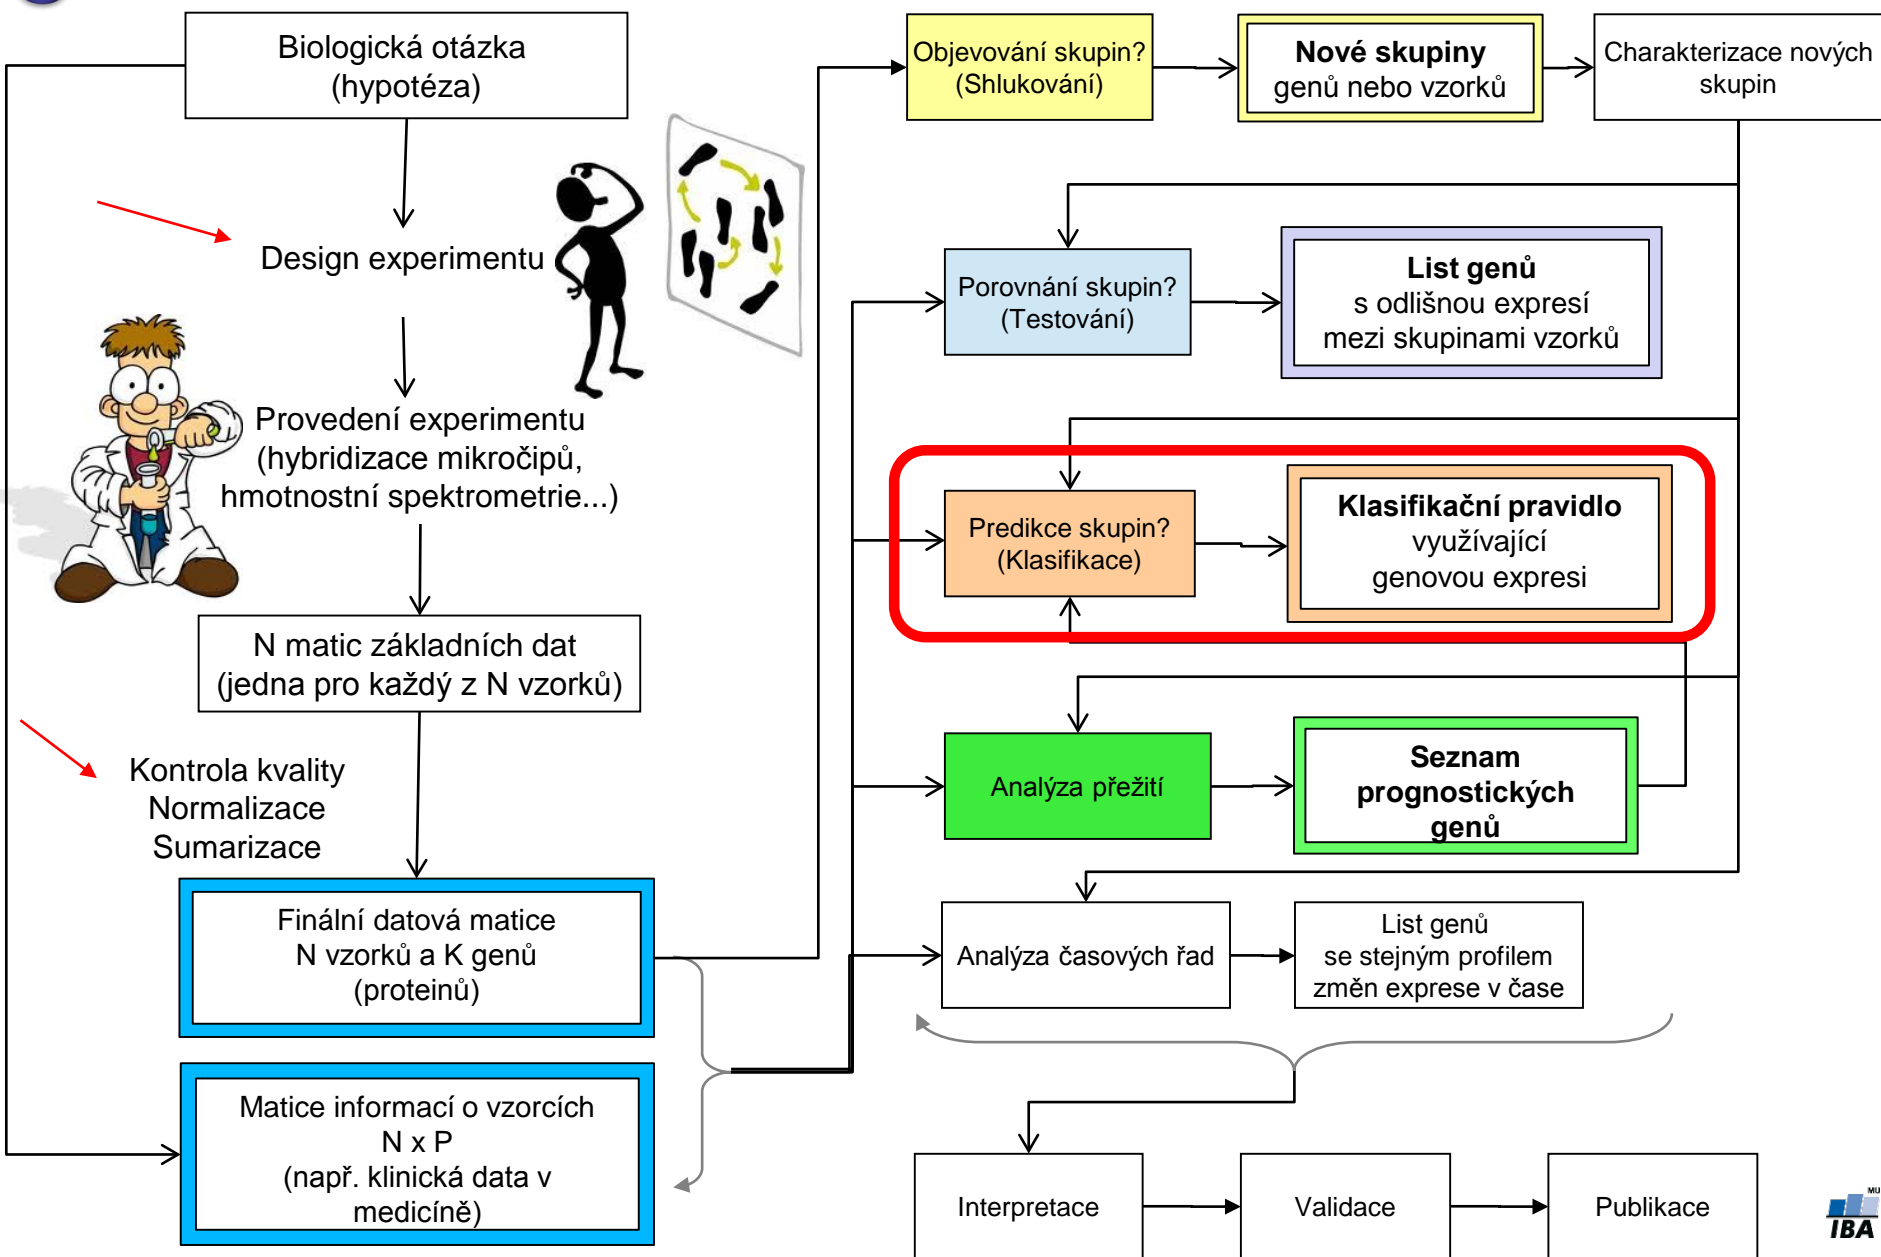 Biologická otázka
(hypotéza)
Design experimentu
Provedení experimentu
(hybridizace mikročipů,
hmotnostní spektrometrie...)
N matic základních dat
(jedna pro každý z N vzorků)
Kontrola kvality
Normalizace
Sumarizace
Finální datová matice
N vzorků a K genů
(proteinů)
Matice informací o vzorcích
N x P
(např. klinická data v
medicíně)
Objevování skupin?
(Shlukování)
Nové skupiny
genů nebo vzorků
Charakterizace nových
skupin
Porovnání skupin?
(Testování)
List genů
s odlišnou expresí
mezi skupinami vzorků
Predikce skupin?
(Klasifikace)
Klasifikační pravidlo
využívající
genovou expresi
Analýza přežití
Seznam
prognostických
genů
Analýza časových řad
List genů
se stejným profilem
změn exprese v čase
Interpretace
Validace
Publikace
MU
IBA